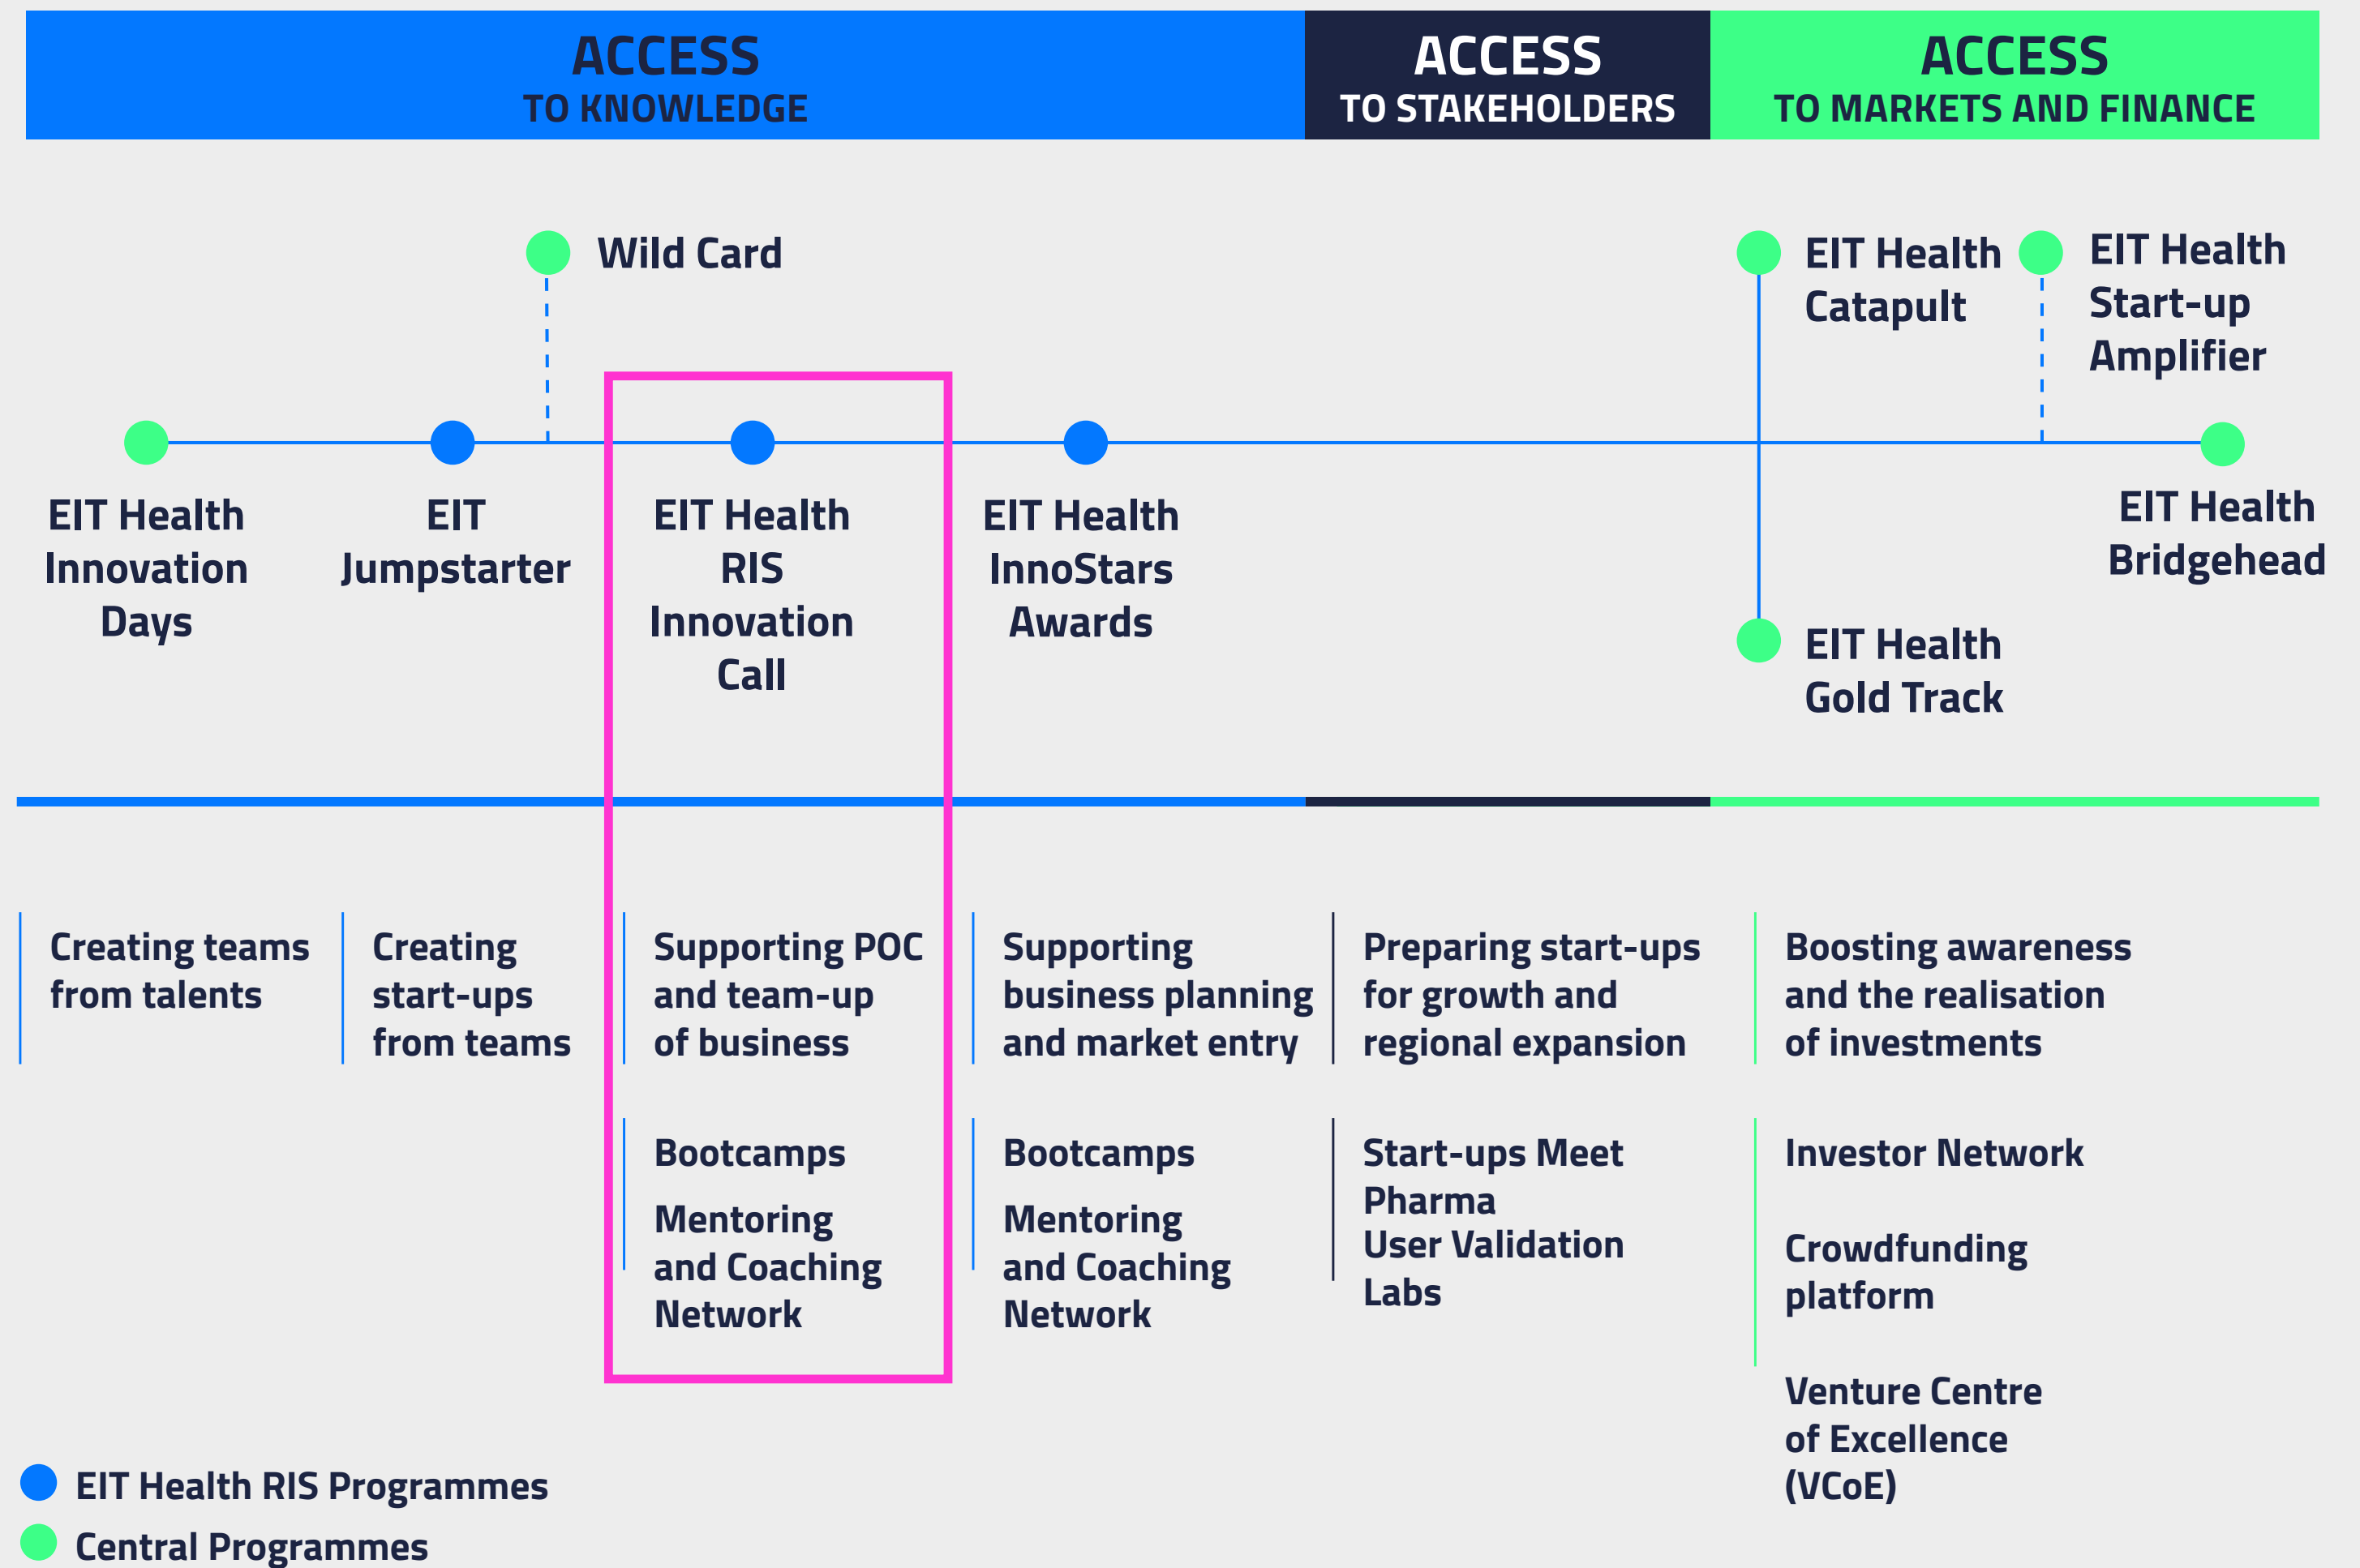 ACCESS
TO KNOWLEDGE
ACCESS
TO STAKEHOLDERS
ACCESS
TO MARKETS AND FINANCE
Wild Card
EIT Health
Catapult
EIT Health
Start-up
Amplifier
EIT Health
Innovation
Days
EIT
Jumpstarter
EIT Health
RIS
Innovation
Call
EIT Health
InnoStars
Awards
EIT Health
Bridgehead
EIT Health
Gold Track
Creating teams
from talents
Creating
start-ups
from teams
Supporting POC
and team-up
of business
Bootcamps
Mentoring
and Coaching
Network
Supporting
business planning
and market entry
Bootcamps
Mentoring
and Coaching
Network
Preparing start-ups
for growth and
regional expansion
Start-ups Meet
Pharma
User Validation
Labs
Boosting awareness
and the realisation
of investments
Investor Network
Crowdfunding
platform
Venture Centre
of Excellence
(VCoE)
EIT Health RIS Programmes
Central Programmes